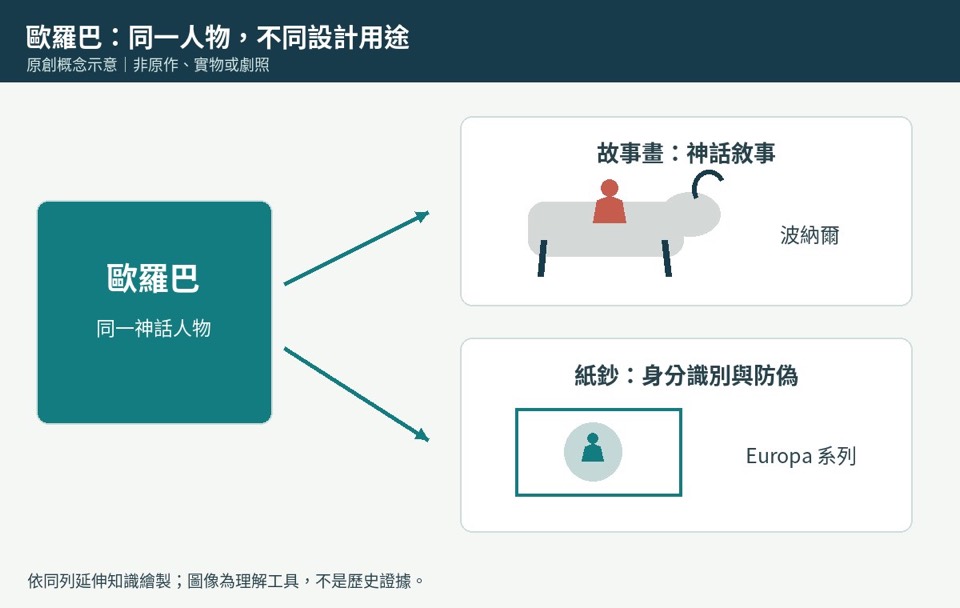 歐羅巴：同一人物，不同設計用途
原創概念示意｜非原作、實物或劇照
歐羅巴
同一神話人物
故事畫：神話敘事
波納爾
紙鈔：身分識別與防偽
Europa 系列
依同列延伸知識繪製；圖像為理解工具，不是歷史證據。